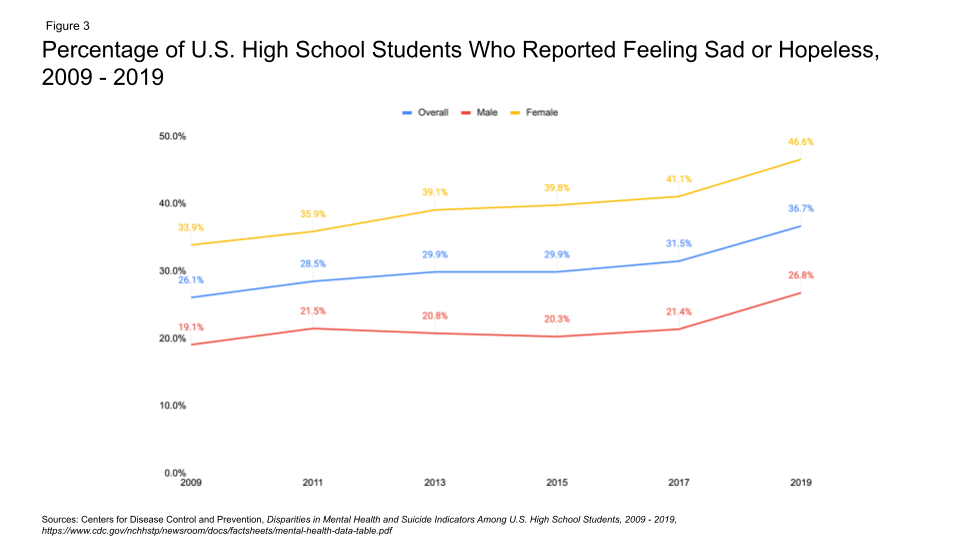 Figure 3
Percentage of U.S. High School Students Who Reported Feeling Sad or Hopeless,
2009 - 2019
Overall Male Female
50.0%
46.6%
41.1%
39.8%
39.1%
40.0%
36.7%
35.9%
33.9%
31.5%
29.9% 29.9%
28.5%
30.0%
26.1%
26.8%
21.5% 20.8% 20.3% 21.4%
19.1%
20.0%
10.0%
0.0%
2009 2011 2013 2015 2017 2019
Sources: Centers for Disease Control and Prevention, Disparities in Mental Health and Suicide Indicators Among U.S. High School Students, 2009 - 2019,
https://www.cdc.gov/nchhstp/newsroom/docs/factsheets/mental-health-data-table.pdf